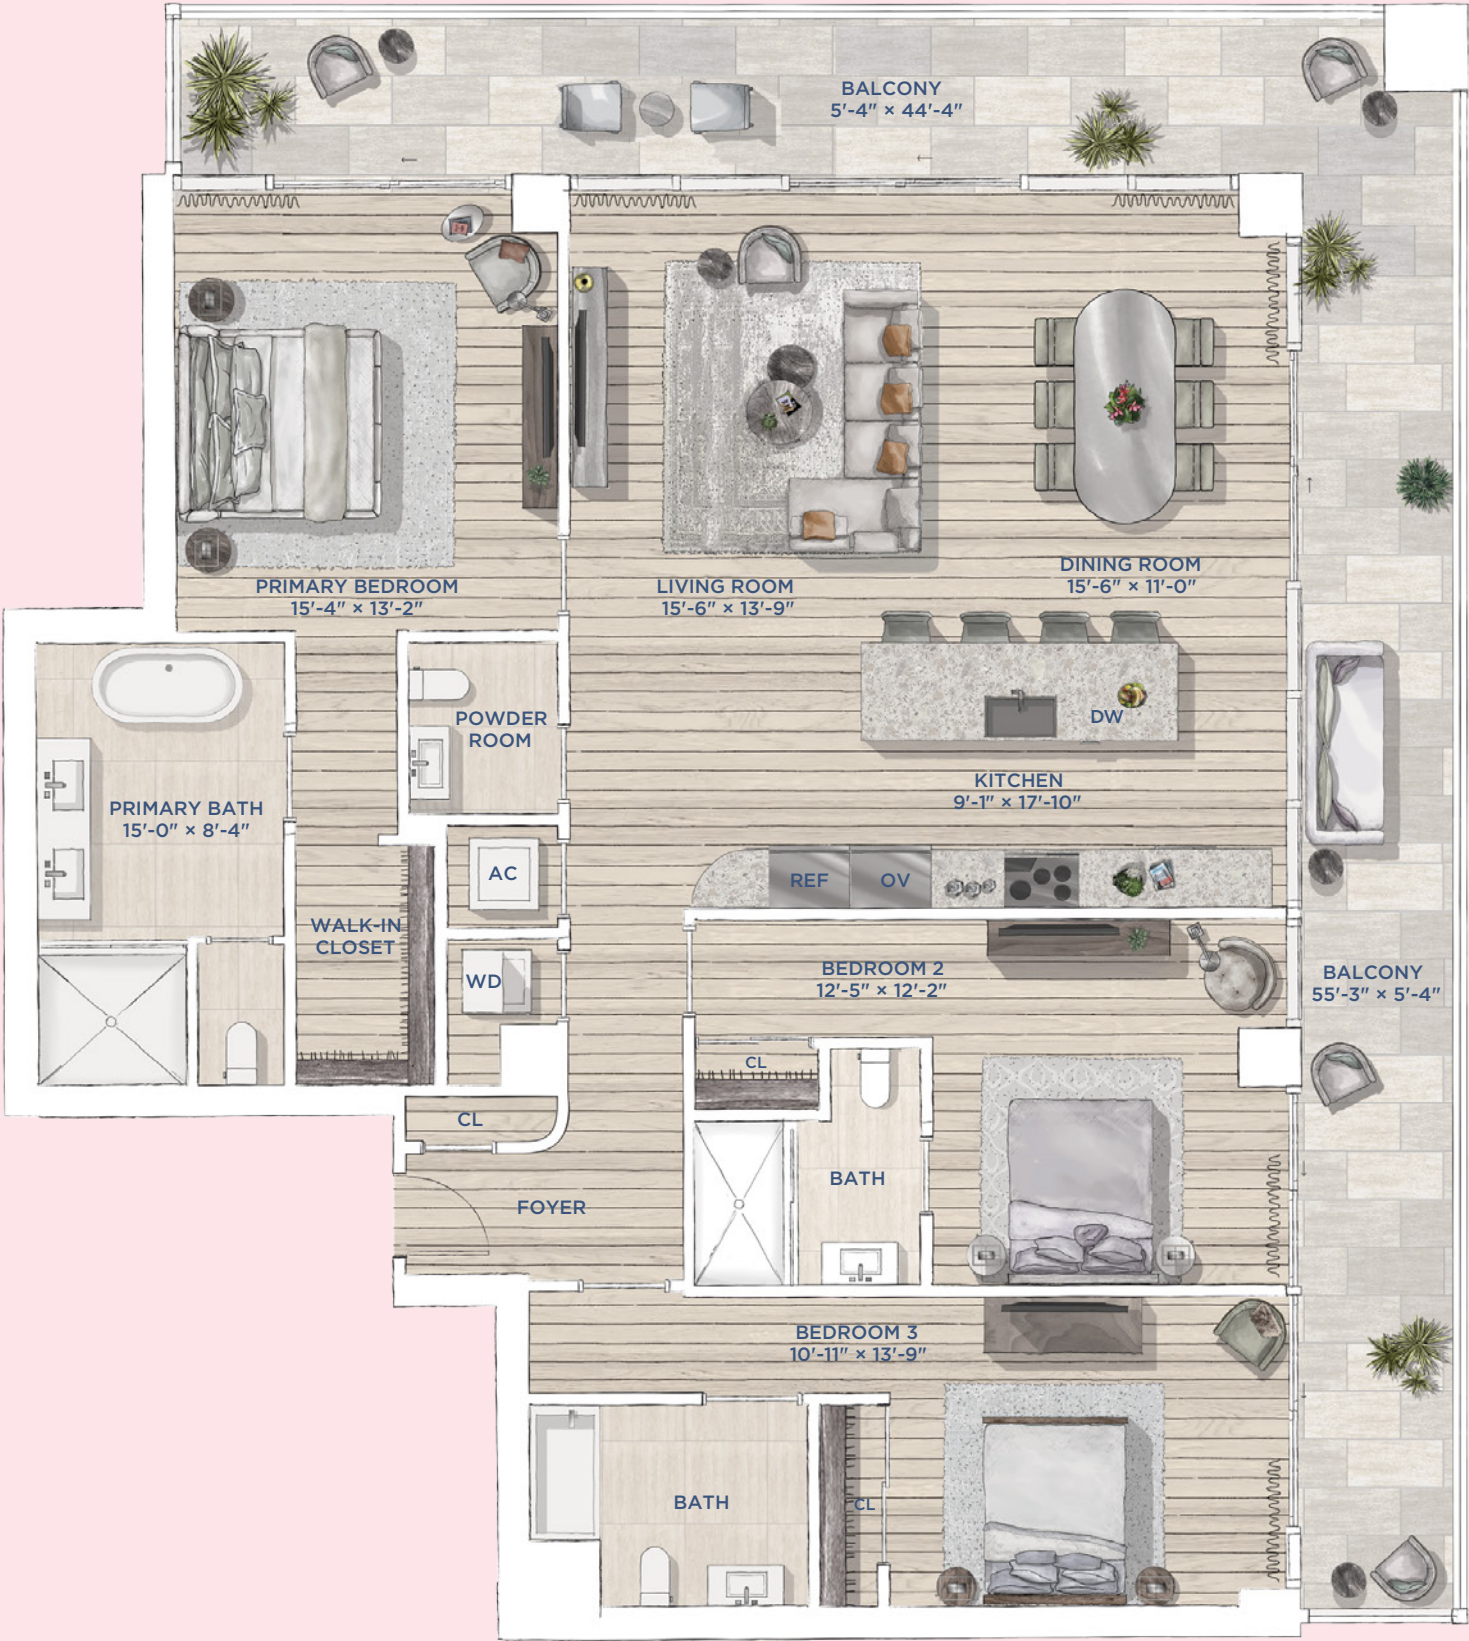 BALCONY
5'-4" × 44'-4"
PRIMARY BEDROOM
15'-4" × 13'-2"
LIVING ROOM
15'-6" × 13'-9"
DINING ROOM
15'-6" × 11'-0"
POWDER
ROOM
DW
KITCHEN
9'-1" × 17'-10"
PRIMARY BATH
15'-0" × 8'-4"
AC
REF
OV
WALK-IN
CLOSET
WD
BEDROOM 2
12'-5" × 12'-2"
BALCONY
55'-3" × 5'-4"
CL
CL
BATH
FOYER
BEDROOM 3
10'-11" × 13'-9"
BATH
CL